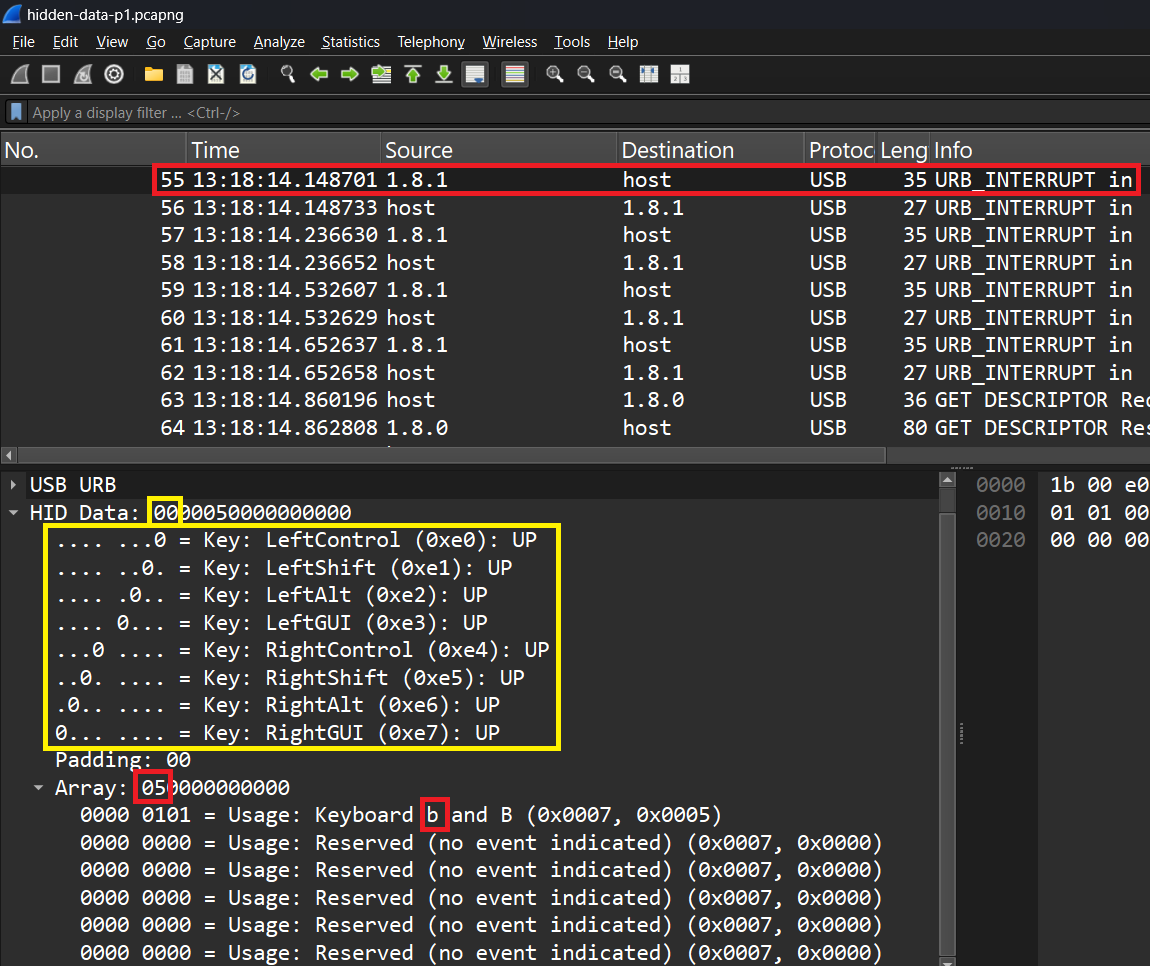 hidden-data-p1.pcapng
File Edit View Go Capture Analyze Statistics Telephony Wireless Tools Help
Apply a display filter ... <Ctrl-/>
No. Time Source Destination Protoc Leng Info
55 13:18:14.148701 1.8.1 host USB 35 URB_INTERRUPT in
56 13:18:14.148733 host 1.8.1 USB 27 URB_INTERRUPT in
57 13:18:14.236630 1.8.1 host USB 35 URB_INTERRUPT in
58 13:18:14.236652 host 1.8.1 USB 27 URB_INTERRUPT in
59 13:18:14.532607 1.8.1 host USB 35 URB_INTERRUPT in
60 13:18:14.532629 host 1.8.1 USB 27 URB_INTERRUPT in
61 13:18:14.652637 1.8.1 host USB 35 URB_INTERRUPT in
62 13:18:14.652658 host 1.8.1 USB 27 URB_INTERRUPT in
63 13:18:14.860196 host 1.8.0 USB 36 GET DESCRIPTOR Rec
64 13:18:14.862808 1.8.0 host USB 80 GET DESCRIPTOR Res
USB URB
HID Data: 0000050000000000
.... ...0 = Key: LeftControl (0xe0): UP
.... ..0. = Key: LeftShift (0xe1): UP
.... .0.. = Key: LeftAlt (0xe2): UP
.... 0... = Key: LeftGUI (0xe3): UP
...0 .... = Key: RightControl (0xe4): UP
..0. .... = Key: RightShift (0xe5): UP
.0.. .... = Key: RightAlt (0xe6): UP
0... .... = Key: RightGUI (0xe7): UP
Padding: 00
Array: 050000000000
0000 0101 = Usage: Keyboard b and B (0x0007, 0x0005)
0000 0000 = Usage: Reserved (no event indicated) (0x0007, 0x0000)
0000 0000 = Usage: Reserved (no event indicated) (0x0007, 0x0000)
0000 0000 = Usage: Reserved (no event indicated) (0x0007, 0x0000)
0000 0000 = Usage: Reserved (no event indicated) (0x0007, 0x0000)
0000 0000 = Usage: Reserved (no event indicated) (0x0007, 0x0000)
0000 1b 00 e0
0010 01 01 00
0020 00 00 00